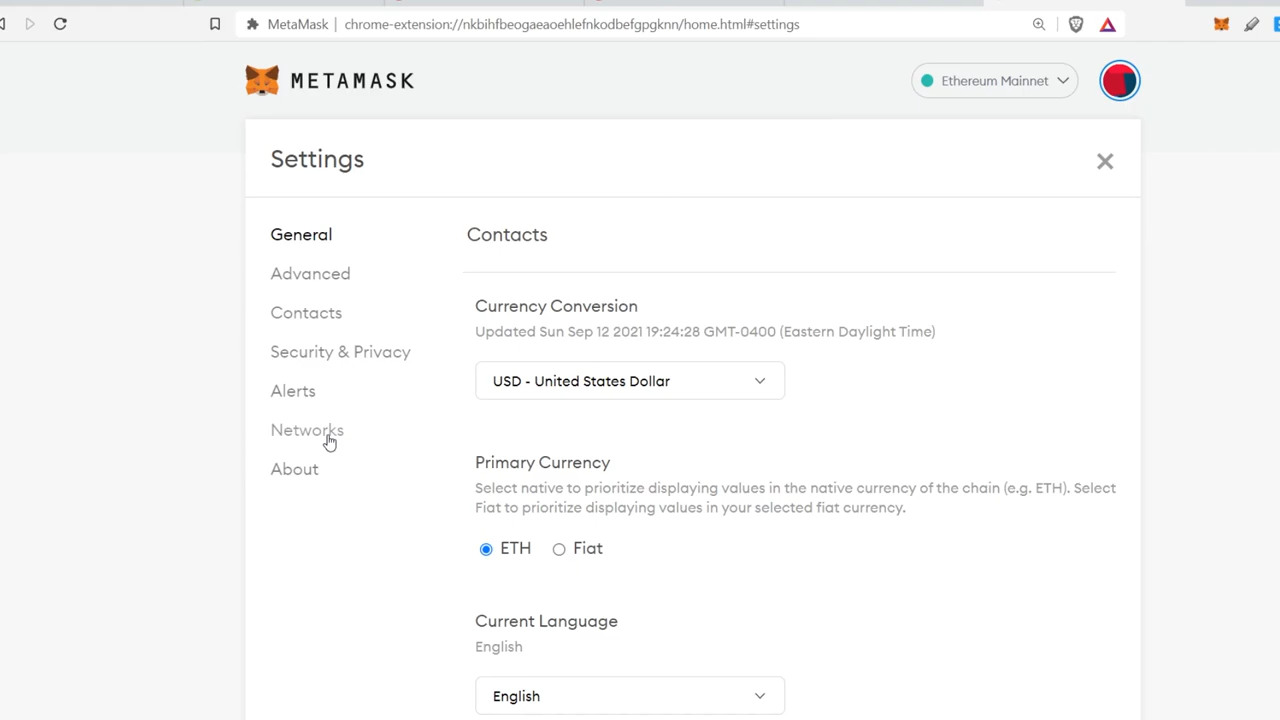 MetaMask
chrome-extension://nkbihfbeogaeaoehlefnkodbefgpgknn/home.html#settings
METAMASK
Ethereum Mainnet
Settings
General
Advanced
Contacts
Security & Privacy
Alerts
Networks
About
Contacts
Currency Conversion
Updated Sun Sep 12 2021 19:24:28 GMT-0400 (Eastern Daylight Time)
USD - United States Dollar
Primary Currency
Select native to prioritize displaying values in the native currency of the chain (e.g. ETH). Select
Fiat to prioritize displaying values in your selected fiat currency.
ETH Fiat
Current Language
English
English